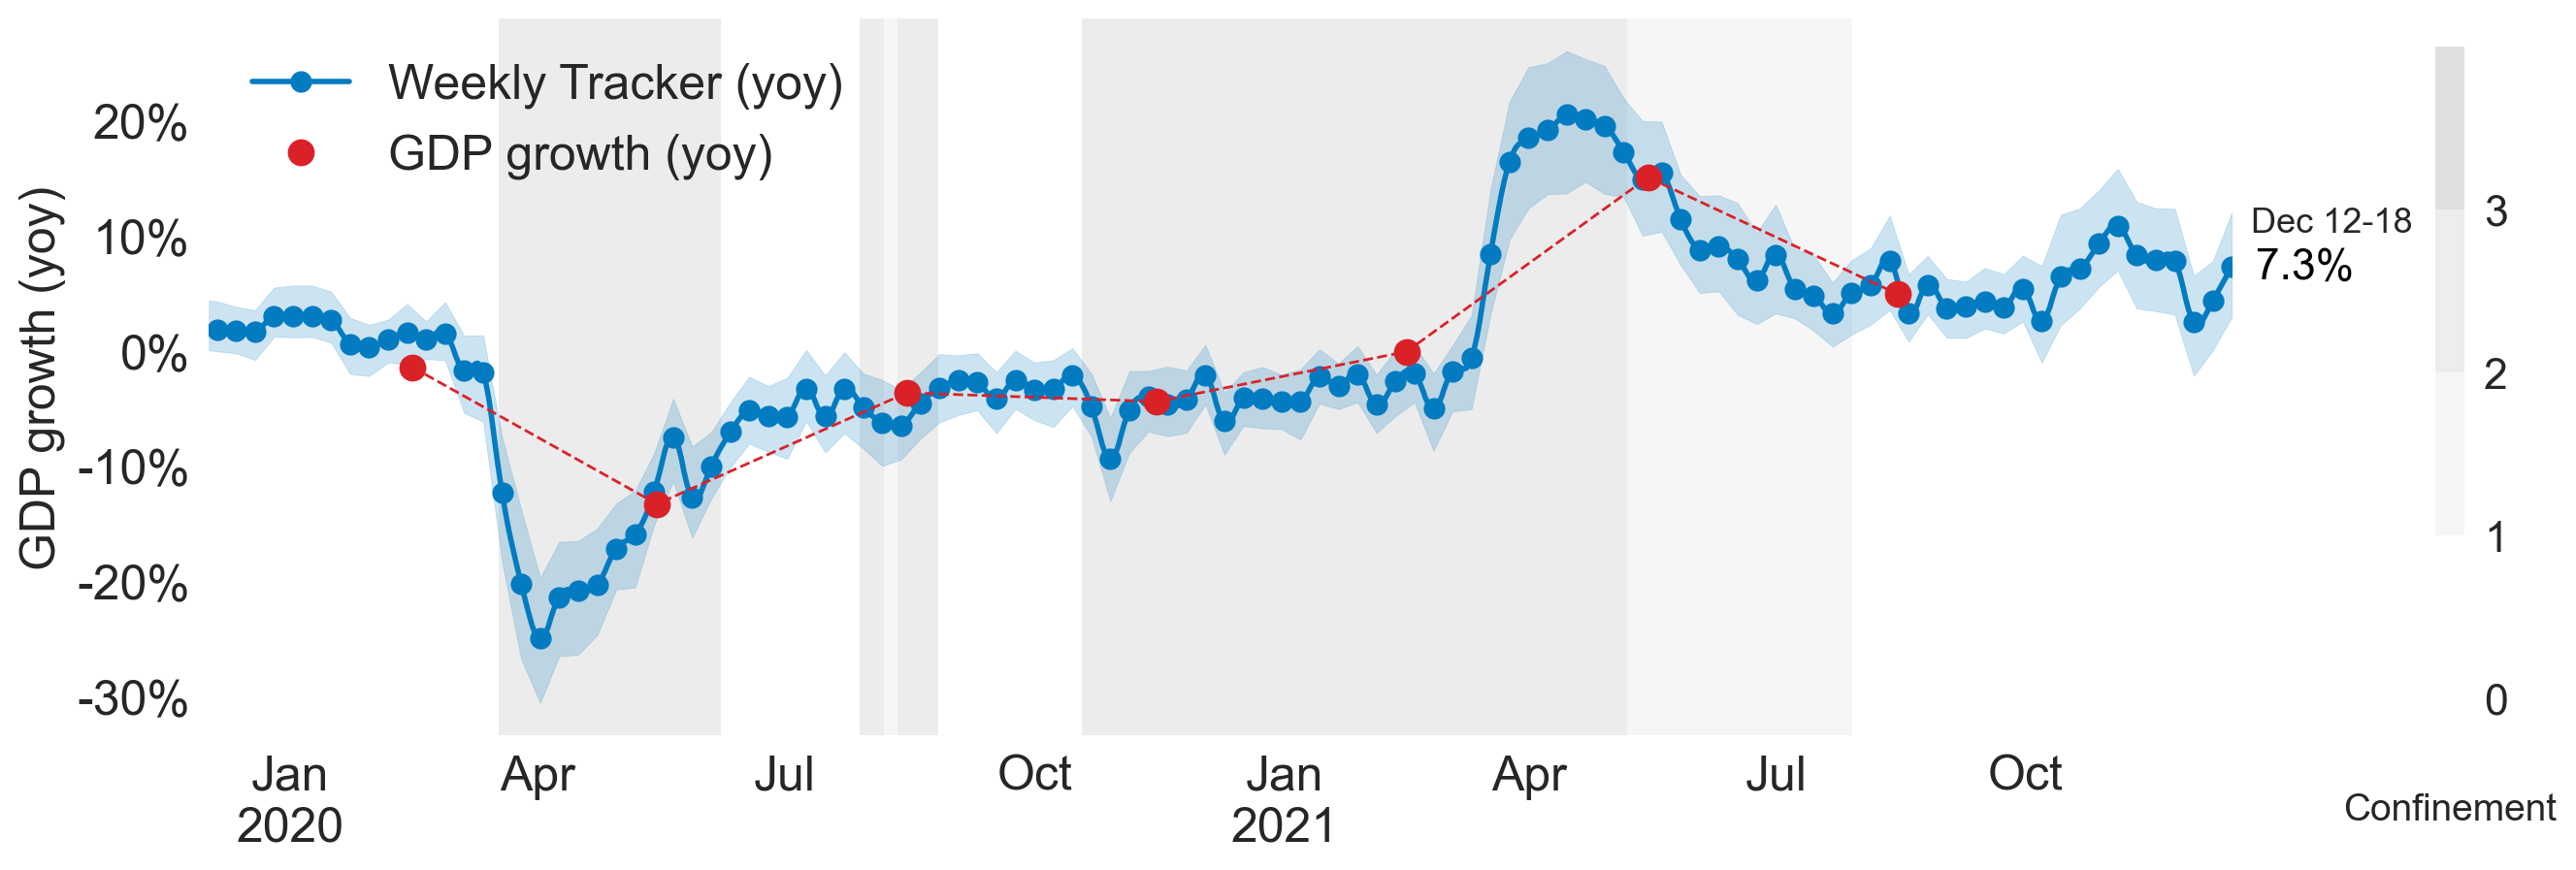 Weekly Tracker (yoy)
GDP growth (yoy)
GDP growth (yoy)
20%
10%
0%
-10%
-20%
-30%
Jan
2020
Apr
Jul
Oct
Jan
2021
Apr
Jul
Oct
Dec 12-18
7.3%
3
2
1
0
Confinement